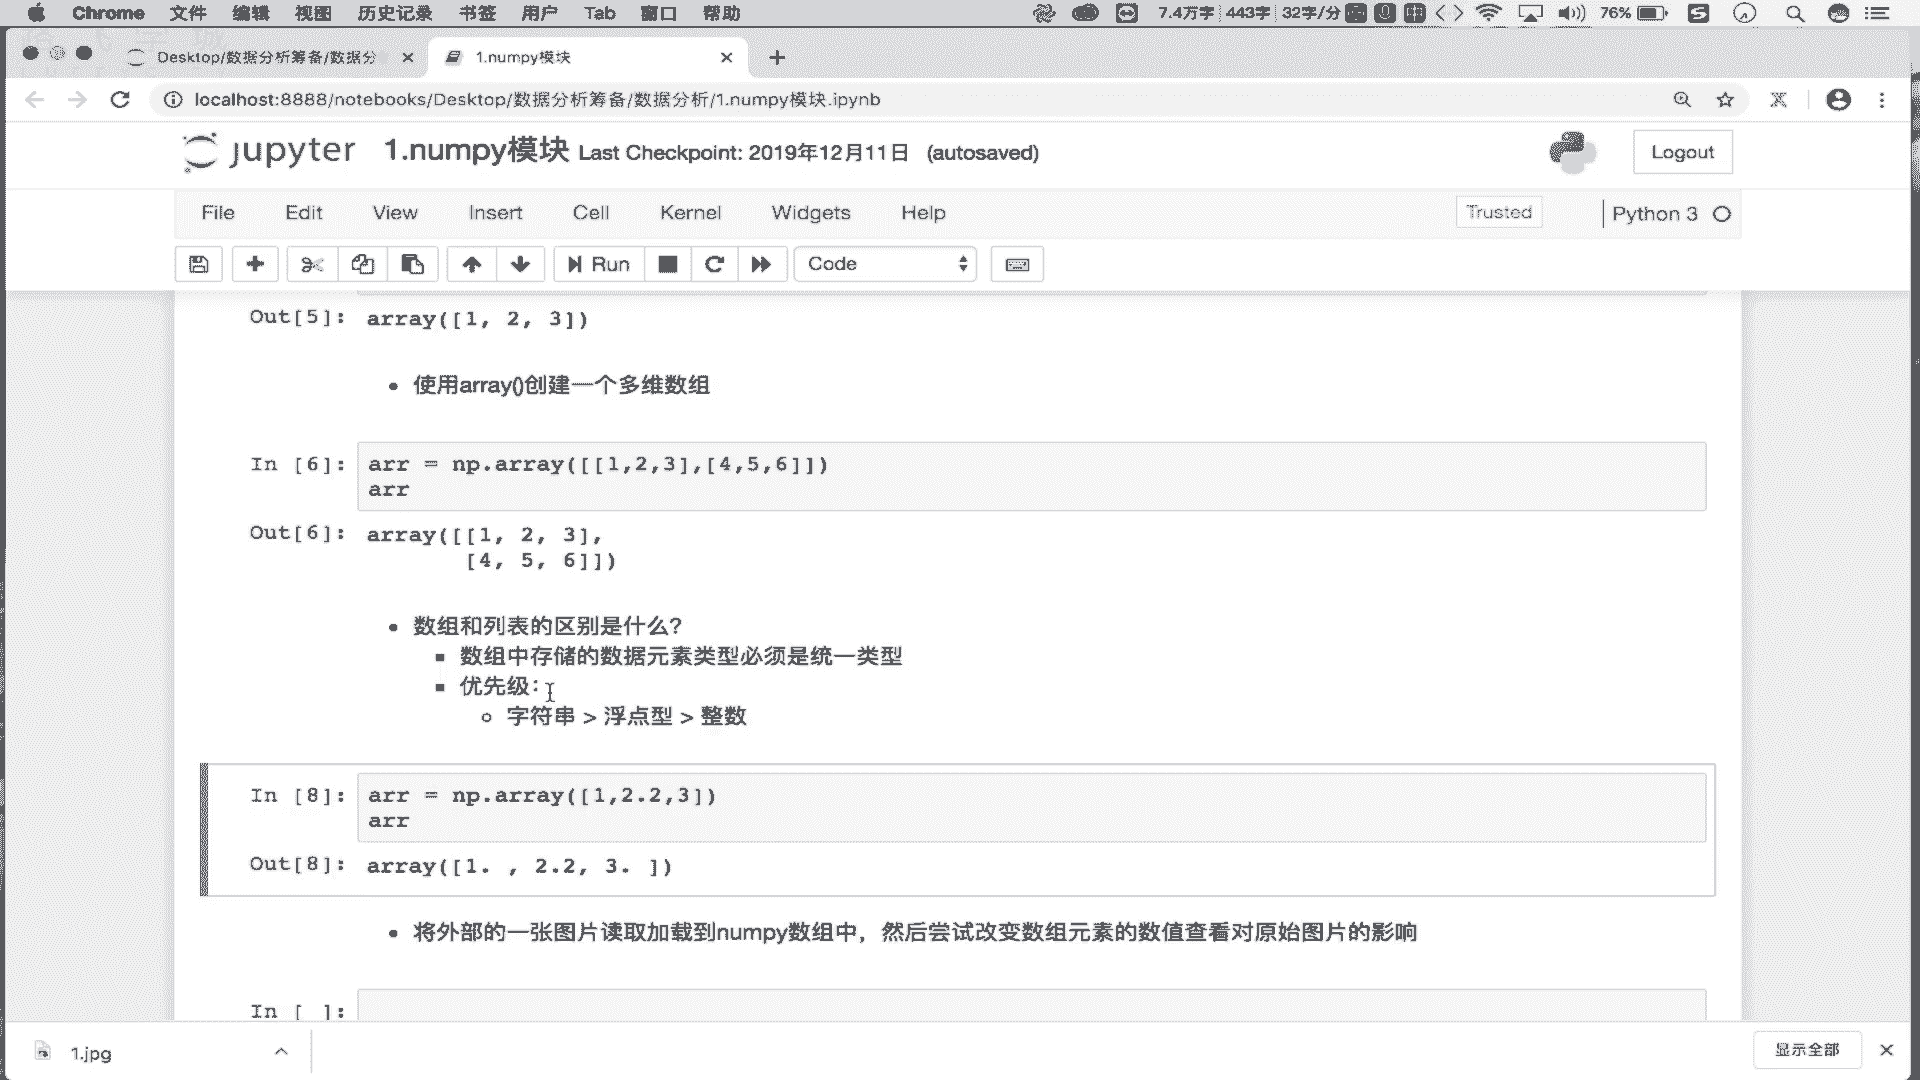 Chrome 文件 编辑 视图 历史记录 书签 用户 Tab 窗口 帮助 7.4万字 443字 32字/分 76%
Desktop/数据分析筹备/数据分 1.numpy模块
localhost:8888/notebooks/Desktop/数据分析筹备/数据分析/1.numpy模块.ipynb
jupyter 1.numpy模块 Last Checkpoint: 2019年12月11日 (autosaved) Logout
File Edit View Insert Cell Kernel Widgets Help Trusted Python 3
Run Code
Out[5]: array([1, 2, 3])
使用array()创建一个多维数组
In [6]: arr = np.array([[1,2,3],[4,5,6]])
arr
Out[6]: array([[1, 2, 3],
[4, 5, 6]])
数组和列表的区别是什么?
数组中存储的数据元素类型必须是统一类型
优先级:
字符串 > 浮点型 > 整数
In [8]: arr = np.array([1,2.2,3])
arr
Out[8]: array([1. , 2.2, 3. ])
将外部的一张图片读取加载到numpy数组中，然后尝试改变数组元素的数值查看对原始图片的影响
In [ ]:
1.jpg 显示全部